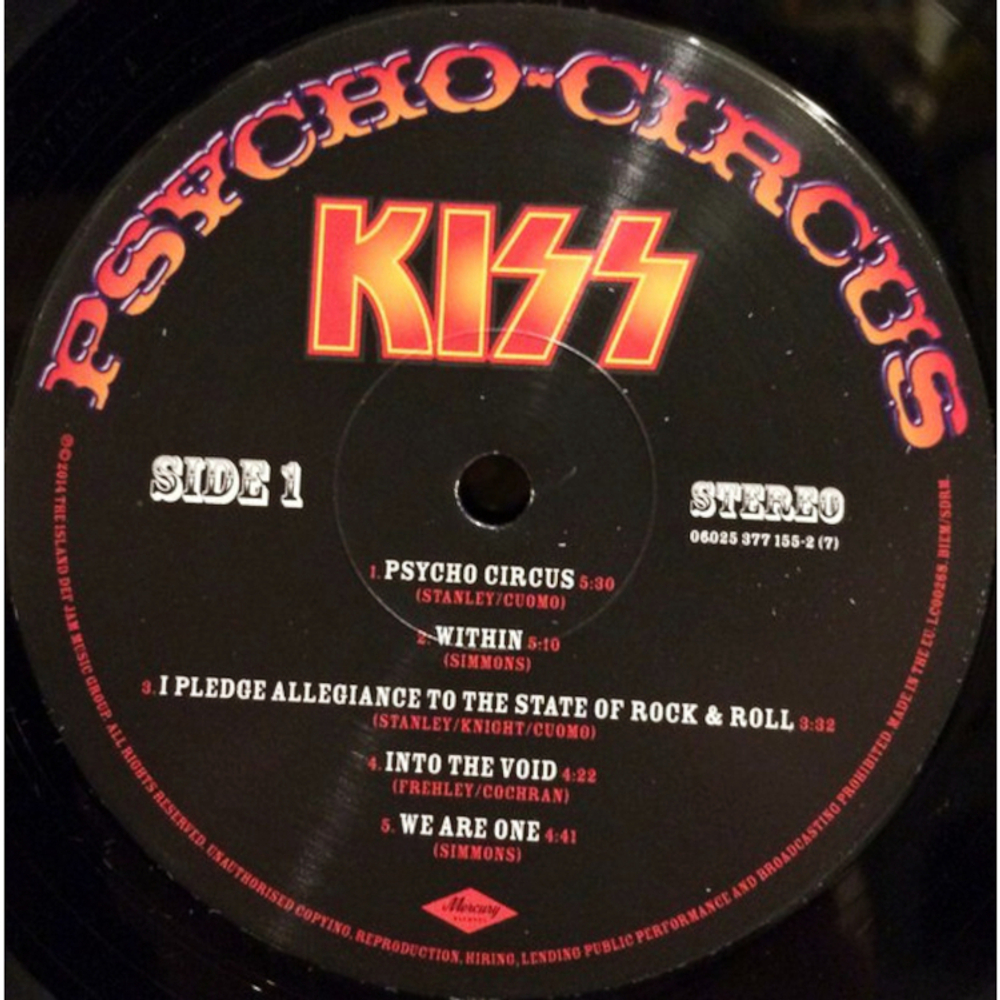 PSYCHO-CIRCUS
KISS
SIDE 1
STEREO
06025 377 155-2 (7)
1. PSYCHO CIRCUS 5:30
(STANLEY/CUOMO)
2. WITHIN 5:10
(SIMMONS)
3. I PLEDGE ALLEGIANCE TO THE STATE OF ROCK & ROLL 3:32
(STANLEY/KNIGHT/CUOMO)
4. INTO THE VOID 4:22
(FREHLEY/COCHRAN)
5. WE ARE ONE 4:41
(SIMMONS)
Mercury
RECORDS
℗© 2014 THE ISLAND DEF JAM MUSIC GROUP. ALL RIGHTS RESERVED. UNAUTHORISED COPYING, REPRODUCTION, HIRING, LENDING PUBLIC PERFORMANCE AND BROADCASTING PROHIBITED. MADE IN THE EU. LC00268. BIEM/SDRM.